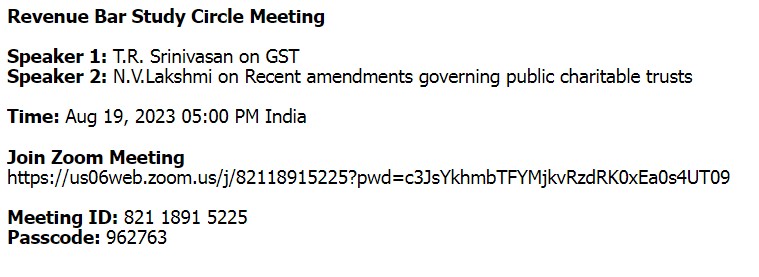 Revenue Bar Study Circle Meeting
Speaker 1: T.R. Srinivasan on GST
Speaker 2: N.V.Lakshmi on Recent amendments governing public charitable trusts
Time: Aug 19, 2023 05:00 PM India
Join Zoom Meeting
https://us06web.zoom.us/j/82118915225?pwd=c3JsYkhmbTFYMjkvRzdRK0xEa0s4UT09
Meeting ID: 821 1891 5225
Passcode: 962763